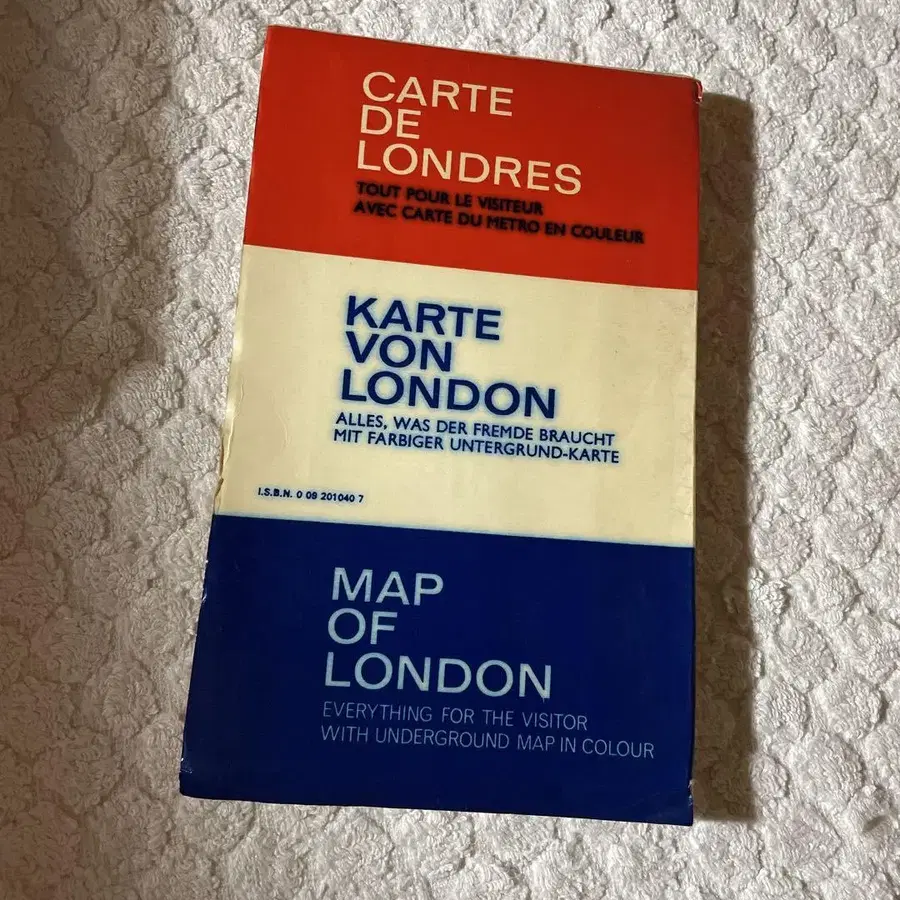 CARTE
DE
LONDRES
TOUT POUR LE VISITEUR
AVEC CARTE DU METRO EN COULEUR
KARTE
VON
LONDON
ALLES, WAS DER FREMDE BRAUCHT
MIT FARBIGER UNTERGRUND-KARTE
I.S.B.N. 0 09 201040 7
MAP
OF
LONDON
EVERYTHING FOR THE VISITOR
WITH UNDERGROUND MAP IN COLOUR